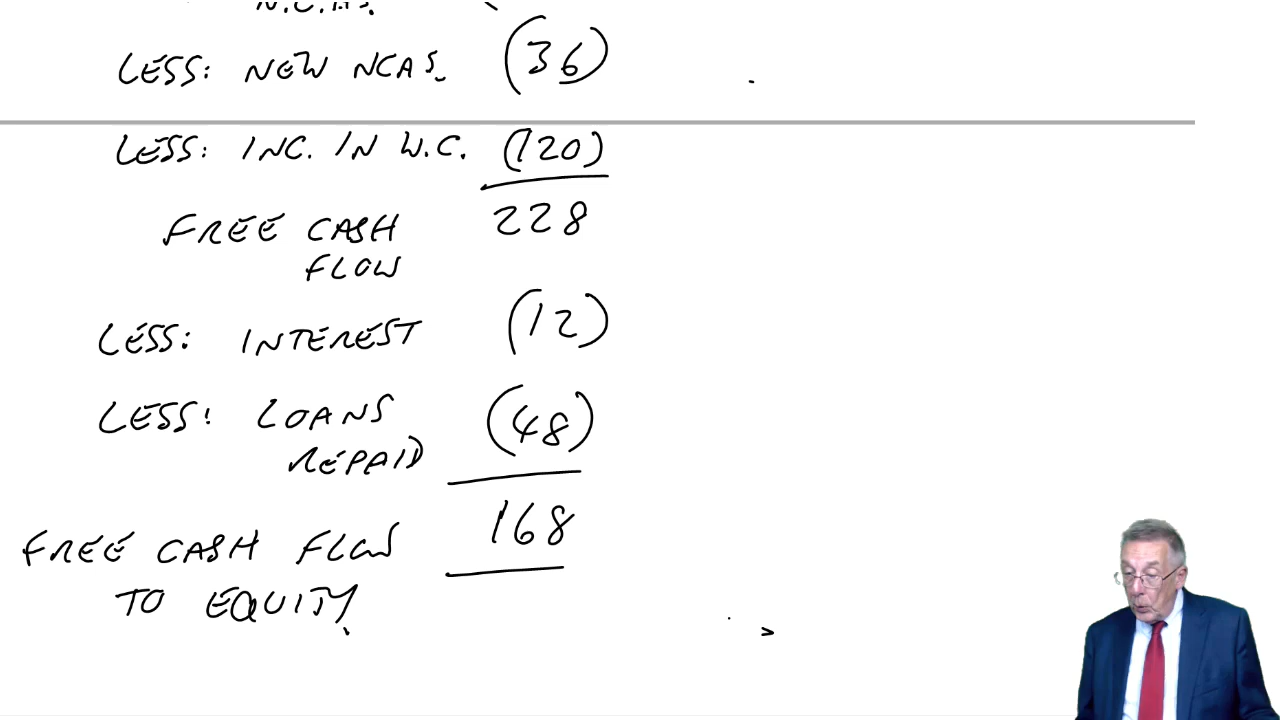 N.C.AS.
LESS: NEW NCAS. (36)
LESS: INC. IN W.C. (120)
FREE CASH 228
FLOW
LESS: INTEREST (12)
LESS: LOANS (48)
REPAID
168
FREE CASH FLOW
TO EQUITY.